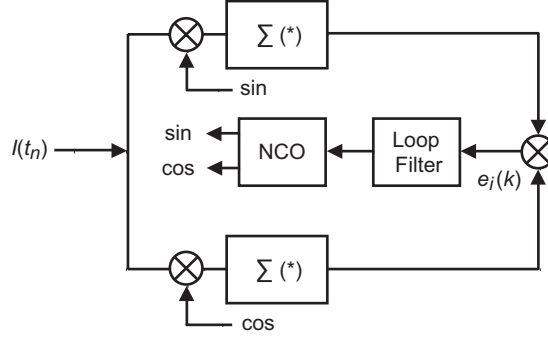 Σ (*)
sin
I(tₙ)
sin
cos
NCO
Loop
Filter
eᵢ(k)
Σ (*)
cos